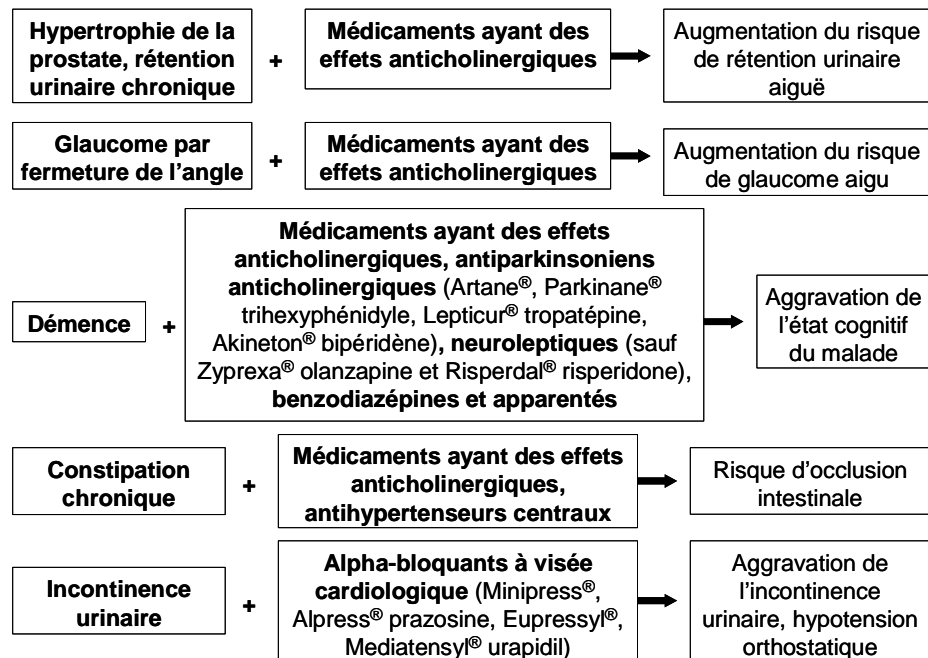 Hypertrophie de la
prostate, rétention
urinaire chronique
+
Médicaments ayant des
effets anticholinergiques
Augmentation du risque
de rétention urinaire
aiguë
Glaucome par
fermeture de l'angle
+
Médicaments ayant des
effets anticholinergiques
Augmentation du risque
de glaucome aigu
Démence
+
Médicaments ayant des effets
anticholinergiques, antiparkinsoniens
anticholinergiques (Artane®, Parkinane®
trihexyphénidyle, Lepticur® tropatépine,
Akineton® bipéridène), neuroleptiques (sauf
Zyprexa® olanzapine et Risperdal® risperidone),
benzodiazépines et apparentés
Aggravation de
l'état cognitif
du malade
Constipation
chronique
+
Médicaments ayant des effets
anticholinergiques,
antihypertenseurs centraux
Risque d'occlusion
intestinale
Incontinence
urinaire
+
Alpha-bloquants à visée
cardiologique (Minipress®,
Alpress® prazosine, Eupressyl®,
Mediatensyl® urapidil)
Aggravation de
l'incontinence
urinaire, hypotension
orthostatique